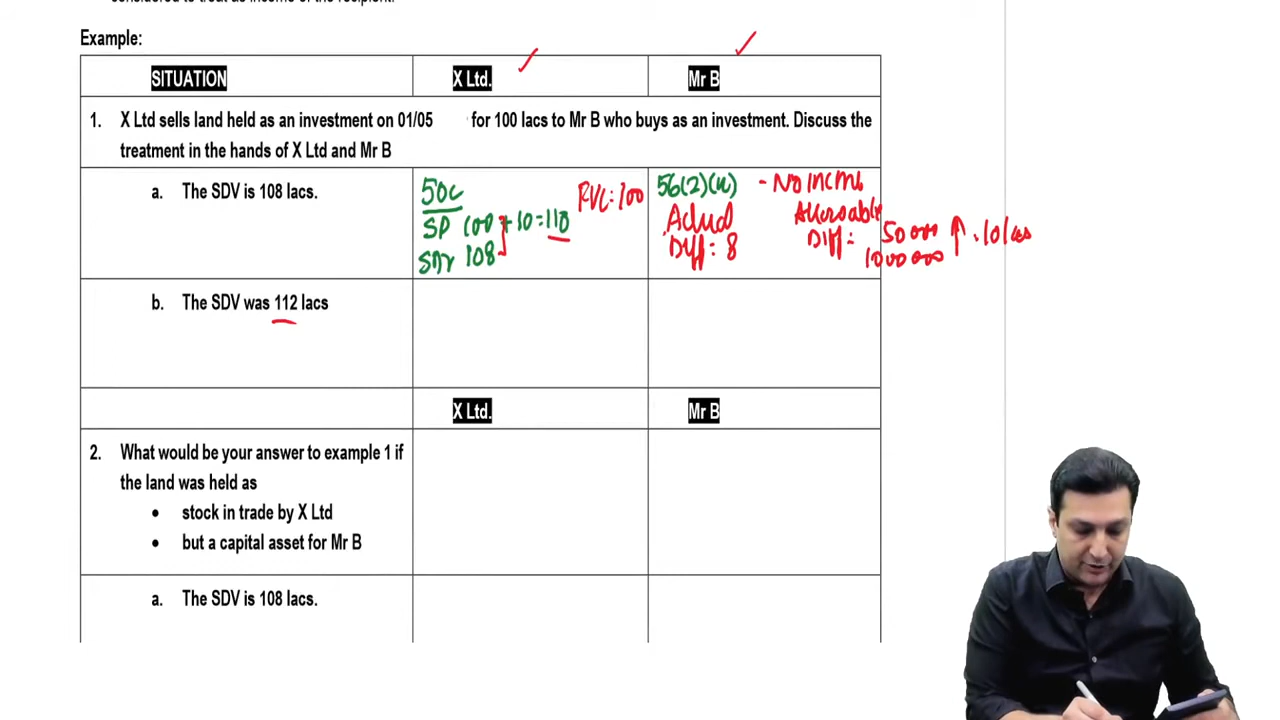 Example:
SITUATION X Ltd. Mr B
1. X Ltd sells land held as an investment on 01/05 for 100 lacs to Mr B who buys as an investment. Discuss the
treatment in the hands of X Ltd and Mr B
a. The SDV is 108 lacs.
50C
SP 100 + 10 = 110
SDV 108
FVC: 100
56(2)(x) - No Income
Actual
Diff: 8
Allowable
Diff: 50000
1000000
10 lacs
b. The SDV was 112 lacs
X Ltd. Mr B
2. What would be your answer to example 1 if
the land was held as
• stock in trade by X Ltd
• but a capital asset for Mr B
a. The SDV is 108 lacs.